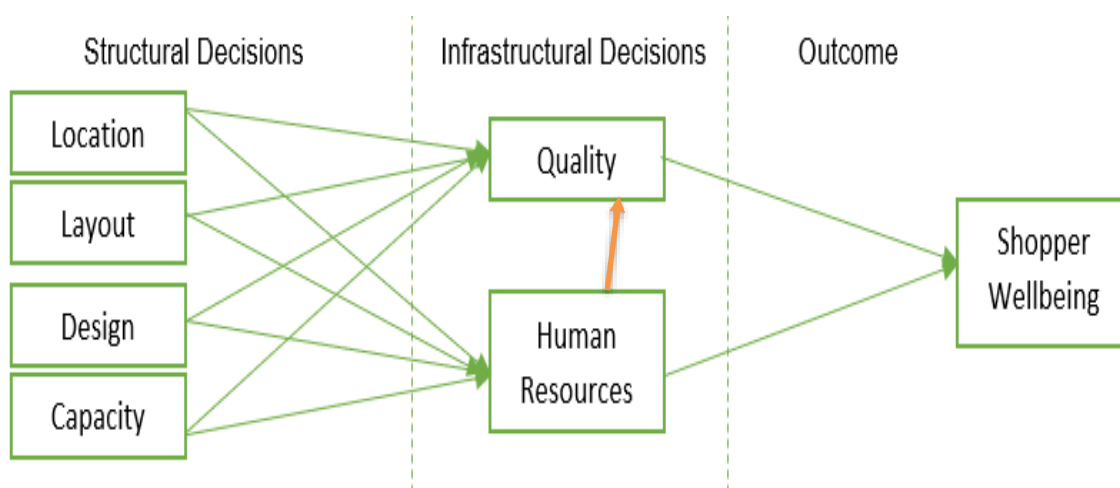 Structural Decisions
Infrastructural Decisions
Outcome
Location
Layout
Design
Capacity
Quality
Human
Resources
Shopper
Wellbeing